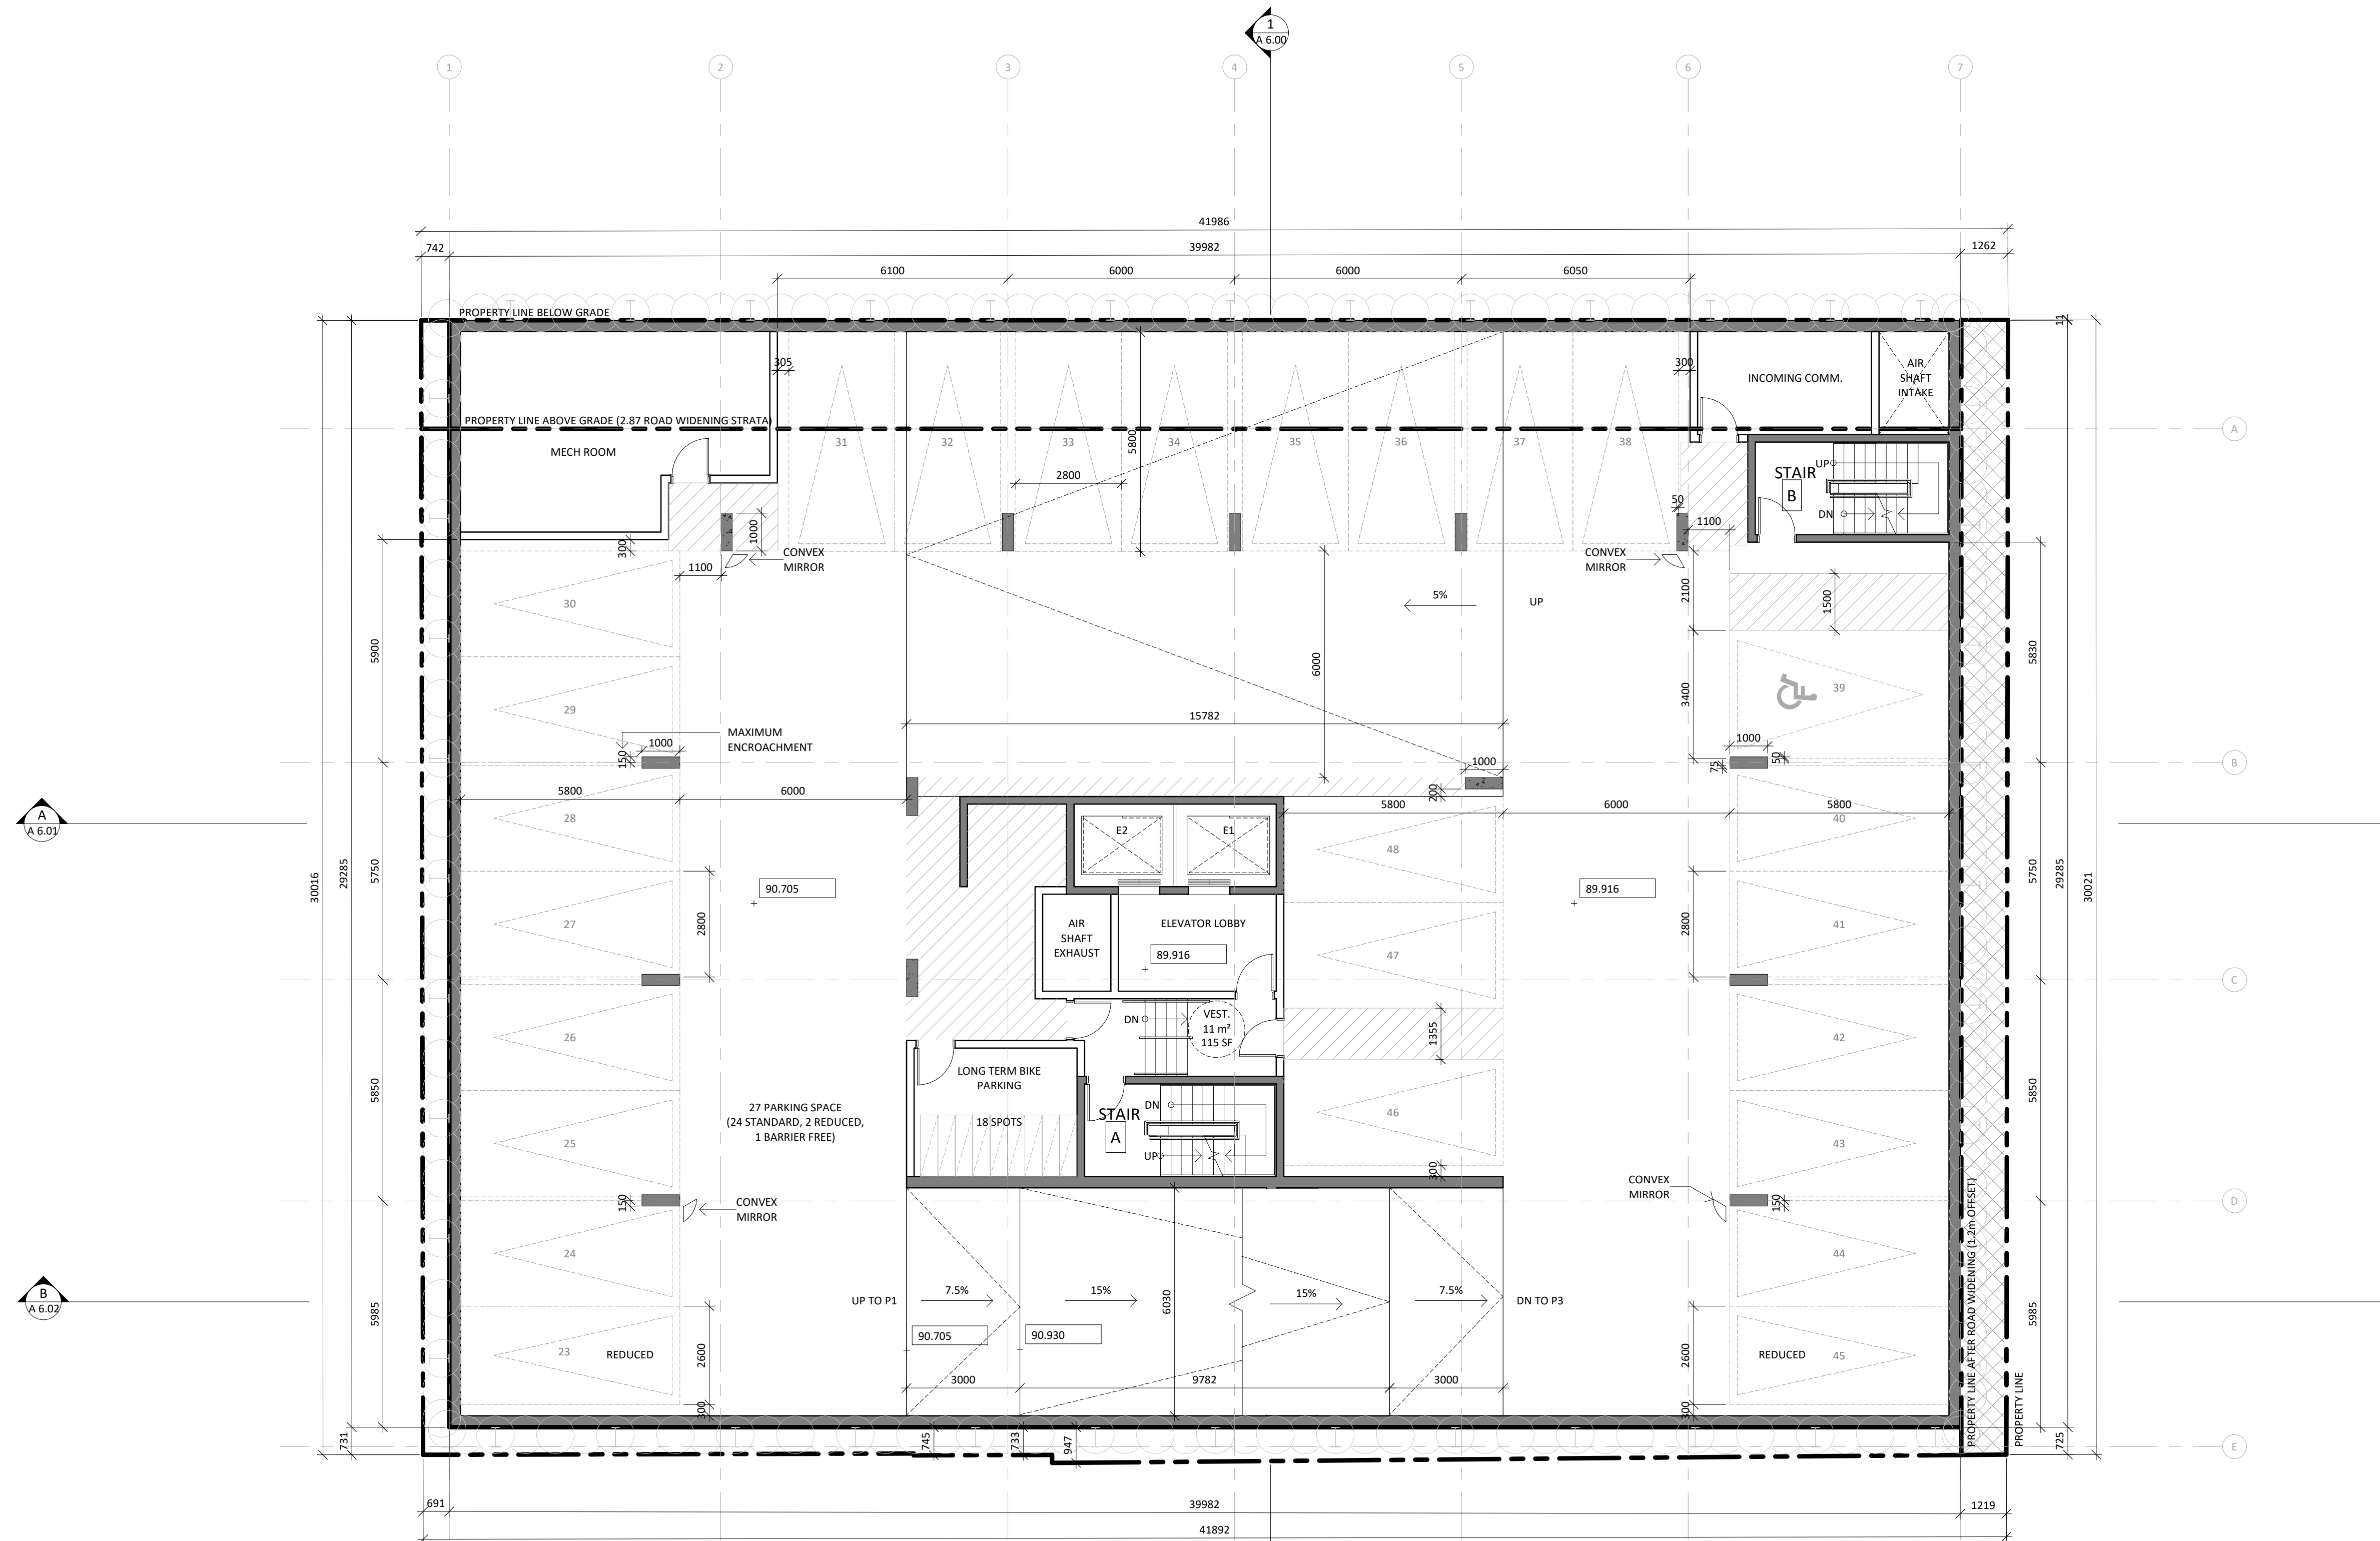 1
A 6.00
1
2
3
4
5
6
7
41986
742
39982
1262
6100
6000
6000
6050
PROPERTY LINE BELOW GRADE
11
305
300
AIR
SHAFT
INTAKE
INCOMING COMM.
PROPERTY LINE ABOVE GRADE (2.87 ROAD WIDENING STRATA)
A
31
32
33
34
35
36
37
38
5800
MECH ROOM
2800
UP
STAIR
B
DN
50
1100
1000
300
CONVEX
MIRROR
CONVEX
MIRROR
1100
2100
1500
30
5%
UP
5900
6000
5830
29
3400
39
15782
MAXIMUM
ENCROACHMENT
1000
150
1000
75
50
1000
B
5800
6000
200
5800
6000
5800
A
A 6.01
28
E2
E1
48
40
30016
29285
5750
90.705
89.916
5750
29285
30021
27
2800
AIR
SHAFT
EXHAUST
ELEVATOR LOBBY
89.916
47
2800
41
C
DN
VEST.
11 m²
115 SF
1355
26
42
LONG TERM BIKE
PARKING
18 SPOTS
5850
27 PARKING SPACE
(24 STANDARD, 2 REDUCED,
1 BARRIER FREE)
STAIR
A
DN
UP
46
5850
25
43
300
150
CONVEX
MIRROR
CONVEX
MIRROR
150
D
24
44
B
A 6.02
5985
UP TO P1
7.5%
15%
6030
15%
7.5%
DN TO P3
5985
90.705
90.930
23
REDUCED
2600
2600
REDUCED
45
3000
9782
3000
300
300
PROPERTY LINE AFTER ROAD WIDENING (1.2m OFFSET)
PROPERTY LINE
731
745
733
947
725
E
691
39982
1219
41892